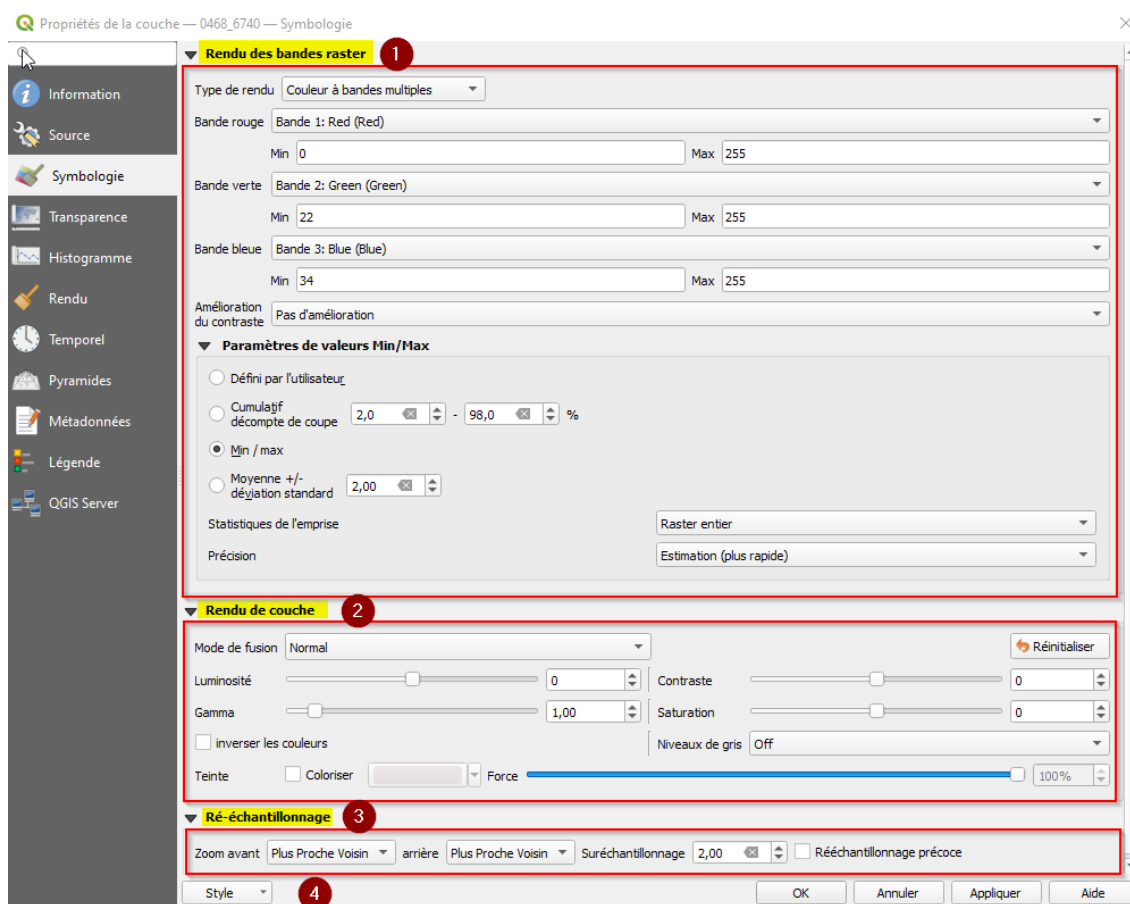 Propriétés de la couche — 0468_6740 — Symbologie
Information
Source
Symbologie
Transparence
Histogramme
Rendu
Temporel
Pyramides
Métadonnées
Légende
QGIS Server
Rendu des bandes raster 1
Type de rendu Couleur à bandes multiples
Bande rouge Bande 1: Red (Red)
Min 0 Max 255
Bande verte Bande 2: Green (Green)
Min 22 Max 255
Bande bleue Bande 3: Blue (Blue)
Min 34 Max 255
Amélioration
du contraste Pas d'amélioration
Paramètres de valeurs Min/Max
Défini par l'utilisateur
Cumulatif
décompte de coupe 2,0 - 98,0 %
Min / max
Moyenne +/-
déviation standard 2,00
Statistiques de l'emprise Raster entier
Précision Estimation (plus rapide)
Rendu de couche 2
Mode de fusion Normal Réinitialiser
Luminosité 0 Contraste 0
Gamma 1,00 Saturation 0
inverser les couleurs Niveaux de gris Off
Teinte Coloriser Force 100%
Ré-échantillonnage 3
Zoom avant Plus Proche Voisin arrière Plus Proche Voisin Suréchantillonnage 2,00 Rééchantillonnage précoce
Style 4 OK Annuler Appliquer Aide